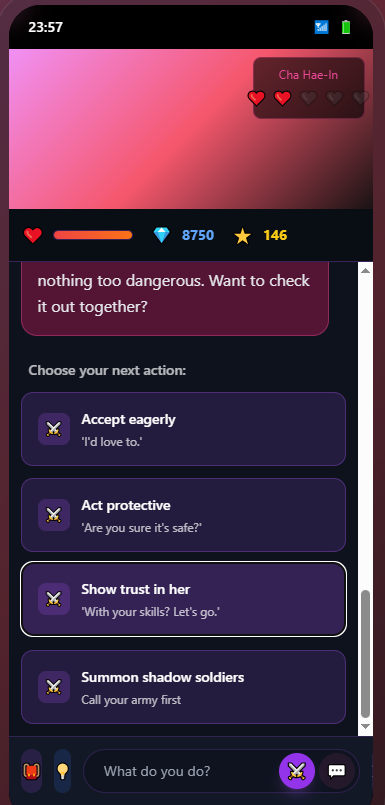 23:57
Cha Hae-In
8750
146
nothing too dangerous. Want to check
it out together?
Choose your next action:
Accept eagerly
'I'd love to.'
Act protective
'Are you sure it's safe?'
Show trust in her
'With your skills? Let's go.'
Summon shadow soldiers
Call your army first
What do you do?